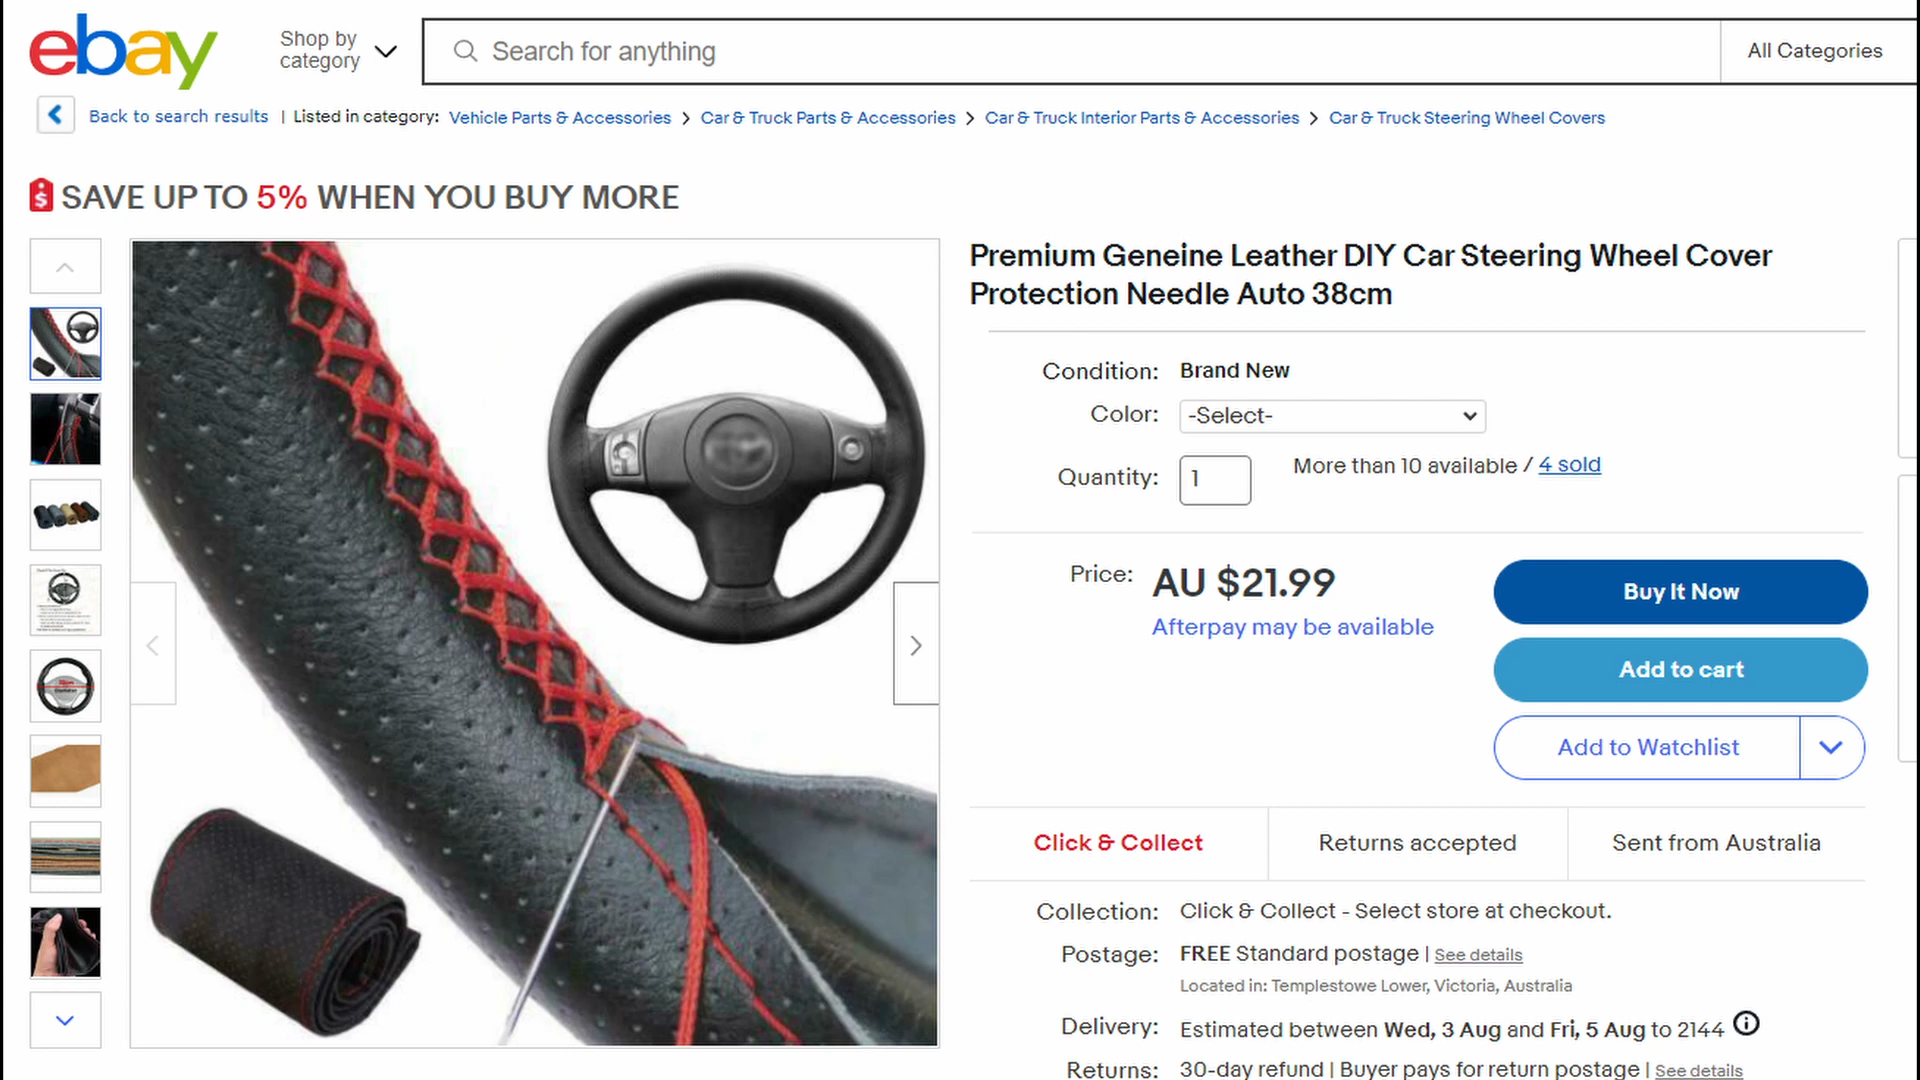 ebay
Shop by
category
Search for anything
All Categories
Back to search results | Listed in category: Vehicle Parts & Accessories > Car & Truck Parts & Accessories > Car & Truck Interior Parts & Accessories > Car & Truck Steering Wheel Covers
SAVE UP TO 5% WHEN YOU BUY MORE
Premium Geneine Leather DIY Car Steering Wheel Cover
Protection Needle Auto 38cm
Condition: Brand New
Color: -Select-
Quantity: 1 More than 10 available / 4 sold
Price: AU $21.99
Afterpay may be available
Buy It Now
Add to cart
Add to Watchlist
Click & Collect
Returns accepted
Sent from Australia
Collection: Click & Collect - Select store at checkout.
Postage: FREE Standard postage | See details
Located in: Templestowe Lower, Victoria, Australia
Delivery: Estimated between Wed, 3 Aug and Fri, 5 Aug to 2144
Returns: 30-day refund | Buyer pays for return postage | See details